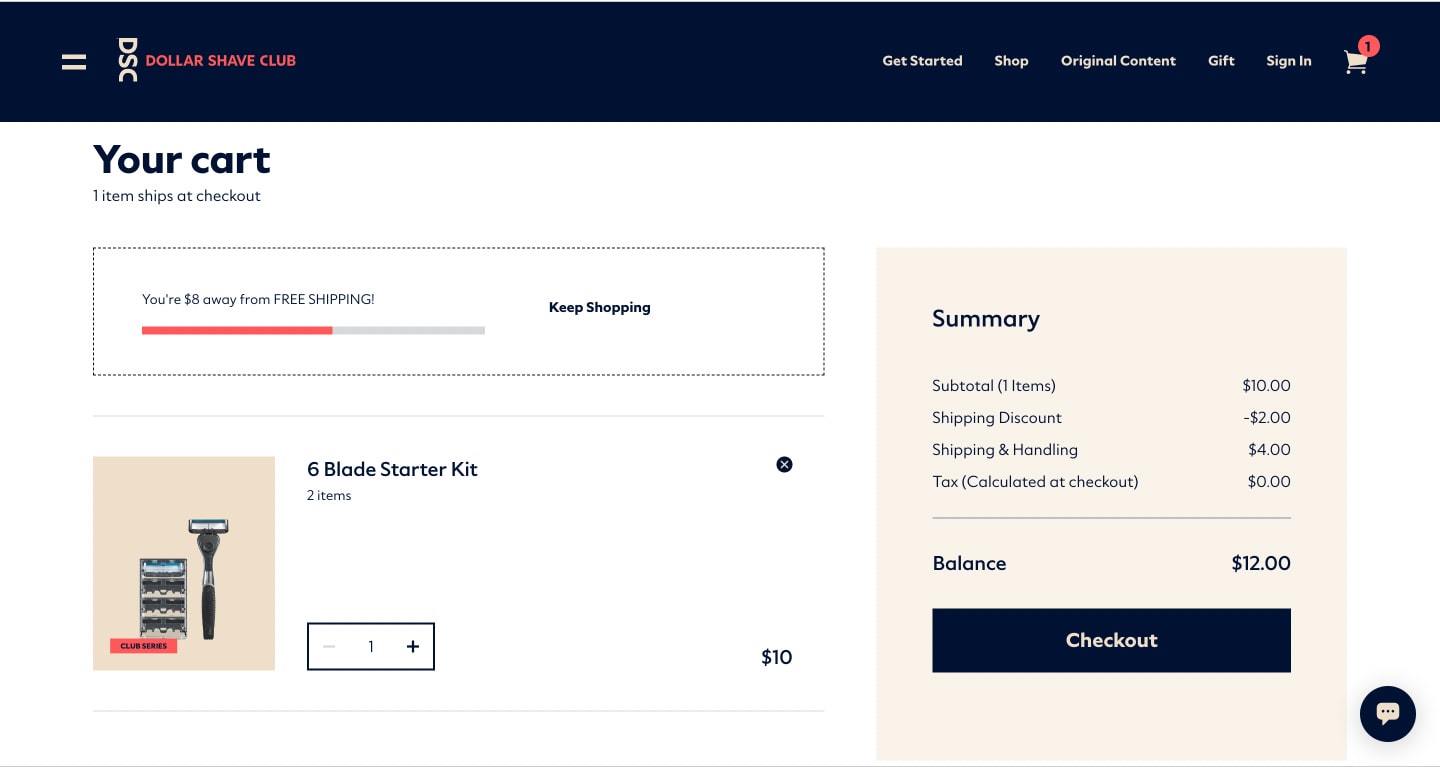 DSC
DOLLAR SHAVE CLUB
Get Started
Shop
Original Content
Gift
Sign In
1
Your cart
1 item ships at checkout
You're $8 away from FREE SHIPPING!
Keep Shopping
6 Blade Starter Kit
2 items
CLUB SERIES
1
$10
Summary
Subtotal (1 Items) $10.00
Shipping Discount -$2.00
Shipping & Handling $4.00
Tax (Calculated at checkout) $0.00
Balance $12.00
Checkout